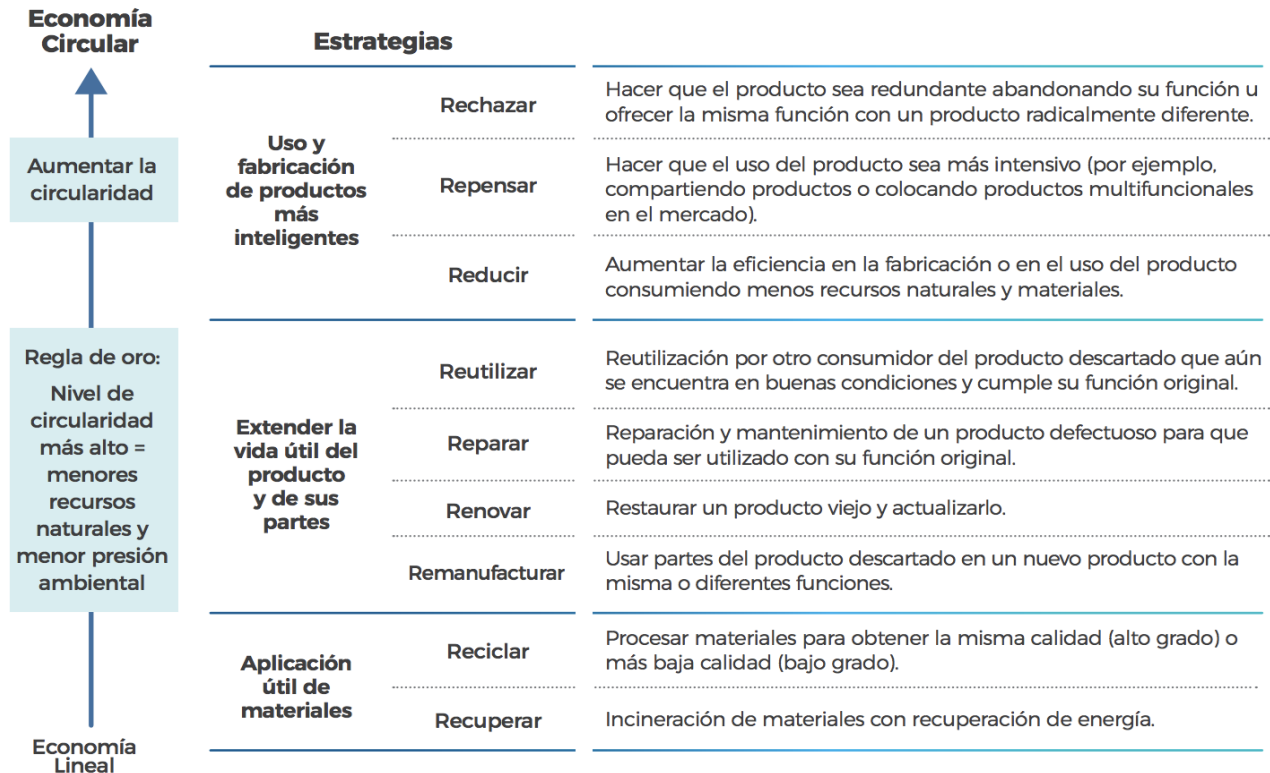 Economía
Circular
Estrategias
Aumentar la
circularidad
Regla de oro:
Nivel de
circularidad
más alto =
menores
recursos
naturales y
menor presión
ambiental
Economía
Lineal
Uso y
fabricación
de productos
más
inteligentes
Rechazar
Hacer que el producto sea redundante abandonando su función u
ofrecer la misma función con un producto radicalmente diferente.
Repensar
Hacer que el uso del producto sea más intensivo (por ejemplo,
compartiendo productos o colocando productos multifuncionales
en el mercado).
Reducir
Aumentar la eficiencia en la fabricación o en el uso del producto
consumiendo menos recursos naturales y materiales.
Extender la
vida útil del
producto
y de sus
partes
Reutilizar
Reutilización por otro consumidor del producto descartado que aún
se encuentra en buenas condiciones y cumple su función original.
Reparar
Reparación y mantenimiento de un producto defectuoso para que
pueda ser utilizado con su función original.
Renovar
Restaurar un producto viejo y actualizarlo.
Remanufacturar
Usar partes del producto descartado en un nuevo producto con la
misma o diferentes funciones.
Aplicación
útil de
materiales
Reciclar
Procesar materiales para obtener la misma calidad (alto grado) o
más baja calidad (bajo grado).
Recuperar
Incineración de materiales con recuperación de energía.